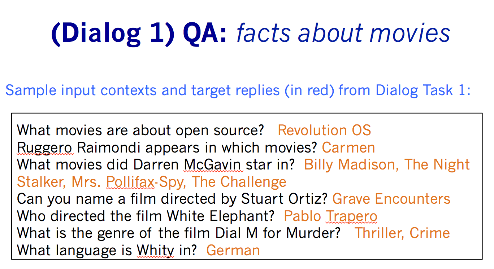 (Dialog 1) QA: facts about movies
Sample input contexts and target replies (in red) from Dialog Task 1:
What movies are about open source? Revolution OS
Ruggero Raimondi appears in which movies? Carmen
What movies did Darren McGavin star in? Billy Madison, The Night
Stalker, Mrs. Pollifax-Spy, The Challenge
Can you name a film directed by Stuart Ortiz? Grave Encounters
Who directed the film White Elephant? Pablo Trapero
What is the genre of the film Dial M for Murder? Thriller, Crime
What language is Whity in? German